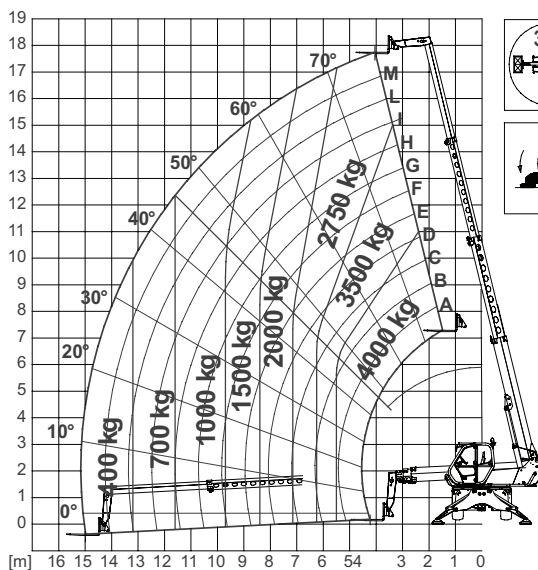 19
18
17
16
15
14
13
12
11
10
9
8
7
6
5
4
3
2
1
0
70°
60°
50°
40°
30°
20°
10°
0°
M
L
I
H
G
F
E
D
C
B
A
400 kg
700 kg
1000 kg
1500 kg
2000 kg
2750 kg
3500 kg
4000 kg
[m] 16 15 14 13 12 11 10 9 8 7 6 54 3 2 1 0